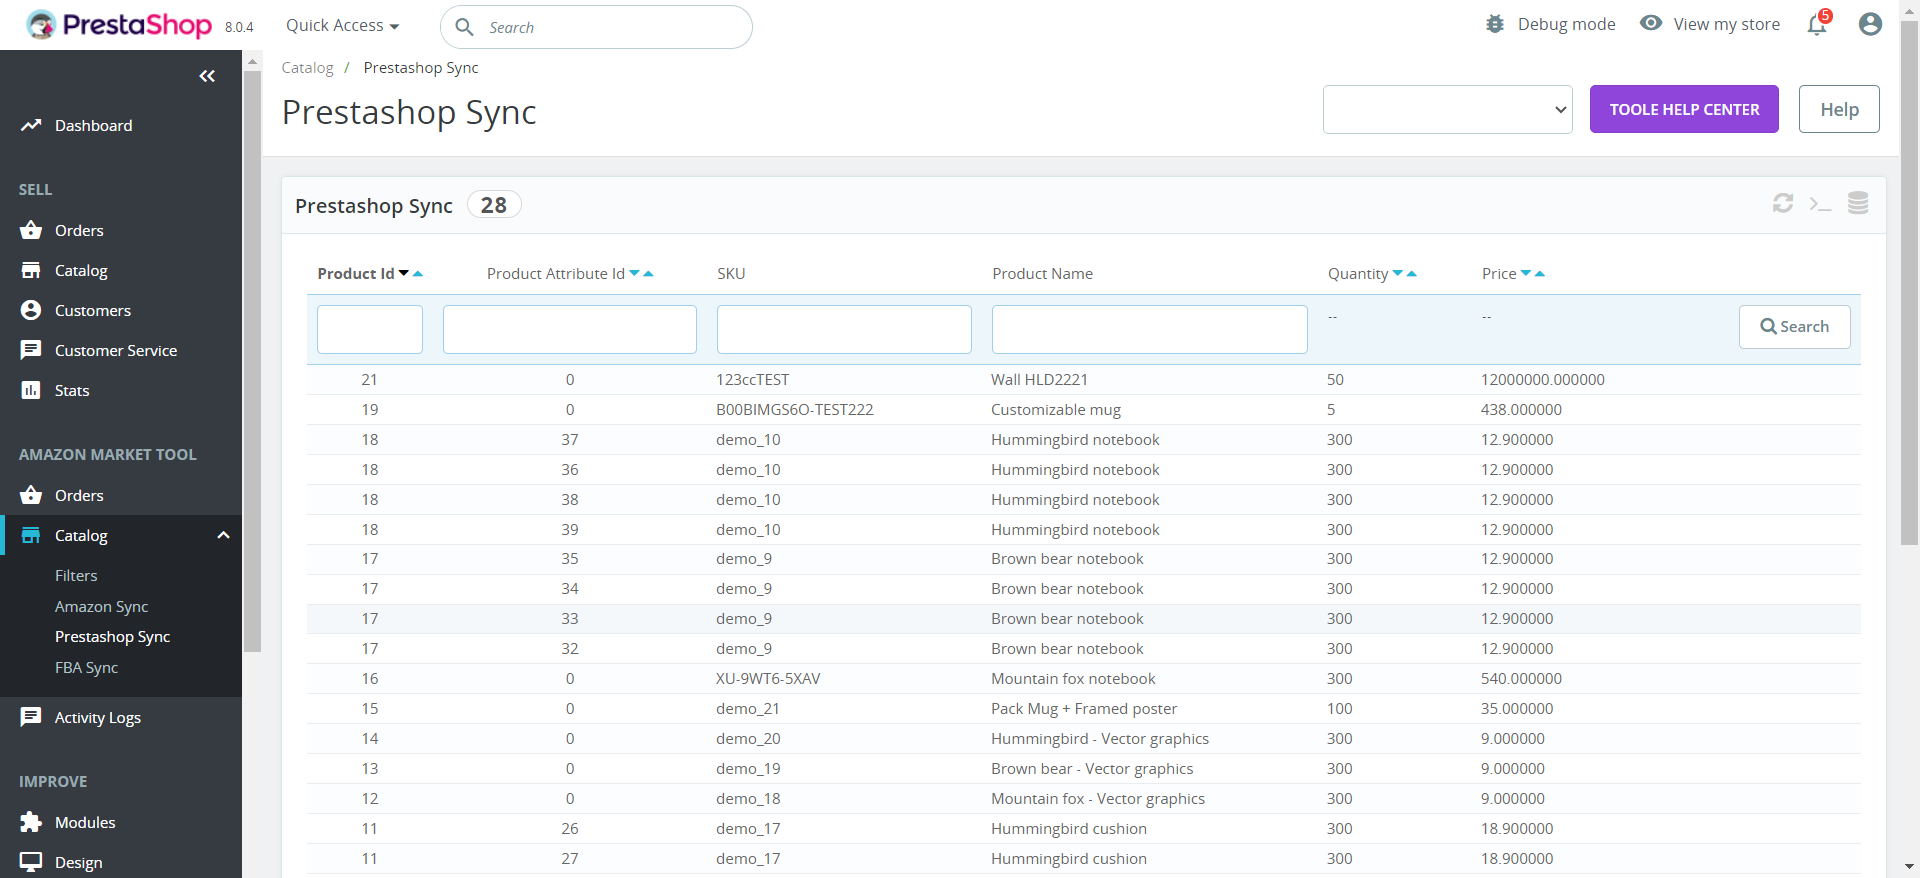 PrestaShop 8.0.4 Quick Access Search Debug mode View my store 5
Catalog / Prestashop Sync
Prestashop Sync TOOLE HELP CENTER Help
Dashboard
SELL
Orders
Catalog
Customers
Customer Service
Stats
AMAZON MARKET TOOL
Orders
Catalog
Filters
Amazon Sync
Prestashop Sync
FBA Sync
Activity Logs
IMPROVE
Modules
Design
Prestashop Sync 28
Product Id Product Attribute Id SKU Product Name Quantity Price
-- -- Search
21 0 123ccTEST Wall HLD2221 50 12000000.000000
19 0 B00BIMGS6O-TEST222 Customizable mug 5 438.000000
18 37 demo_10 Hummingbird notebook 300 12.900000
18 36 demo_10 Hummingbird notebook 300 12.900000
18 38 demo_10 Hummingbird notebook 300 12.900000
18 39 demo_10 Hummingbird notebook 300 12.900000
17 35 demo_9 Brown bear notebook 300 12.900000
17 34 demo_9 Brown bear notebook 300 12.900000
17 33 demo_9 Brown bear notebook 300 12.900000
17 32 demo_9 Brown bear notebook 300 12.900000
16 0 XU-9WT6-5XAV Mountain fox notebook 300 540.000000
15 0 demo_21 Pack Mug + Framed poster 100 35.000000
14 0 demo_20 Hummingbird - Vector graphics 300 9.000000
13 0 demo_19 Brown bear - Vector graphics 300 9.000000
12 0 demo_18 Mountain fox - Vector graphics 300 9.000000
11 26 demo_17 Hummingbird cushion 300 18.900000
11 27 demo_17 Hummingbird cushion 300 18.900000